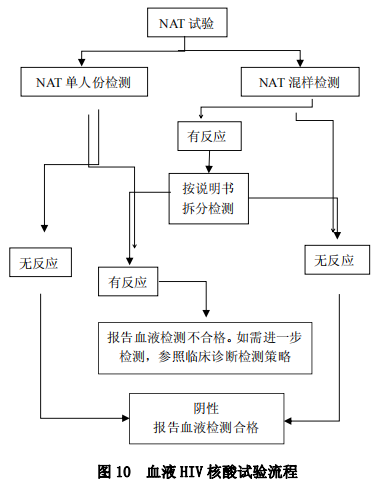 NAT 试验
NAT 单人份检测
NAT 混样检测
有反应
按说明书
拆分检测
无反应
有反应
无反应
报告血液检测不合格。如需进一步
检测，参照临床诊断检测策略
阴性
报告血液检测合格
图 10 血液 HIV 核酸试验流程